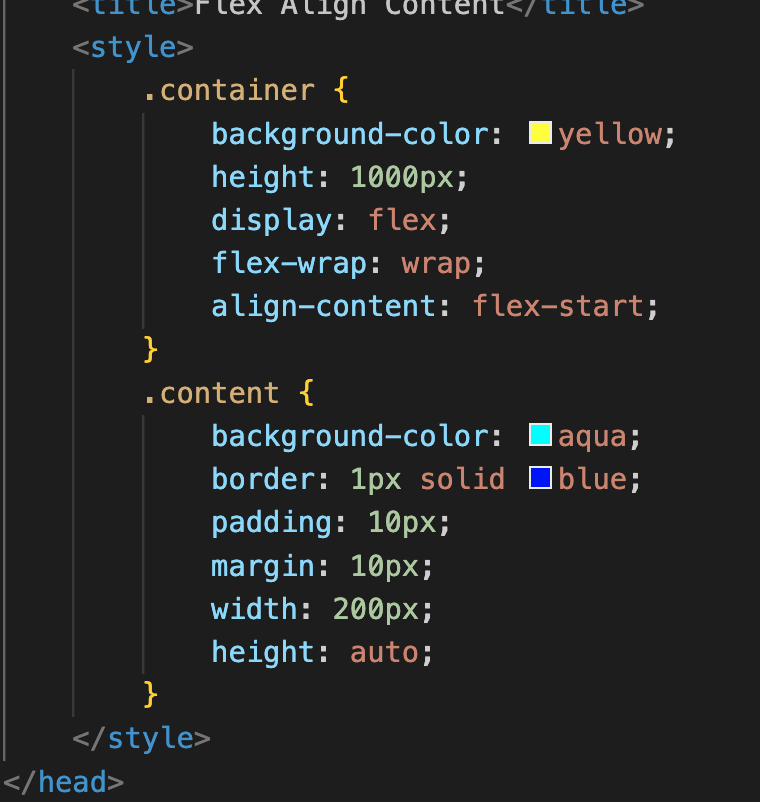 <title>Flex Align Content</title>
<style>
.container {
background-color: yellow;
height: 1000px;
display: flex;
flex-wrap: wrap;
align-content: flex-start;
}
.content {
background-color: aqua;
border: 1px solid blue;
padding: 10px;
margin: 10px;
width: 200px;
height: auto;
}
</style>
</head>